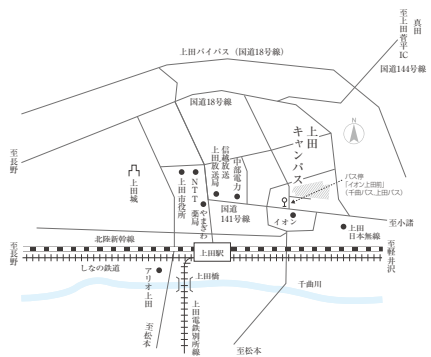 至上田菅平IC
真田
上田バイパス（国道18号線）
国道144号線
国道18号線
N
上田
キャンパス
至長野
信越放送
上田放送局
中部電力
上田城
上田市役所
NTT
やまぎわ
薬局
バス停
「イオン上田前」
（千曲バス、上田バス）
国道
141号線
イオン
至小諸
上田
日本無線
北陸新幹線
至長野
上田駅
至軽井沢
しなの鉄道
アリオ上田
上田橋
千曲川
上田電鉄別所線
至松本
至松本